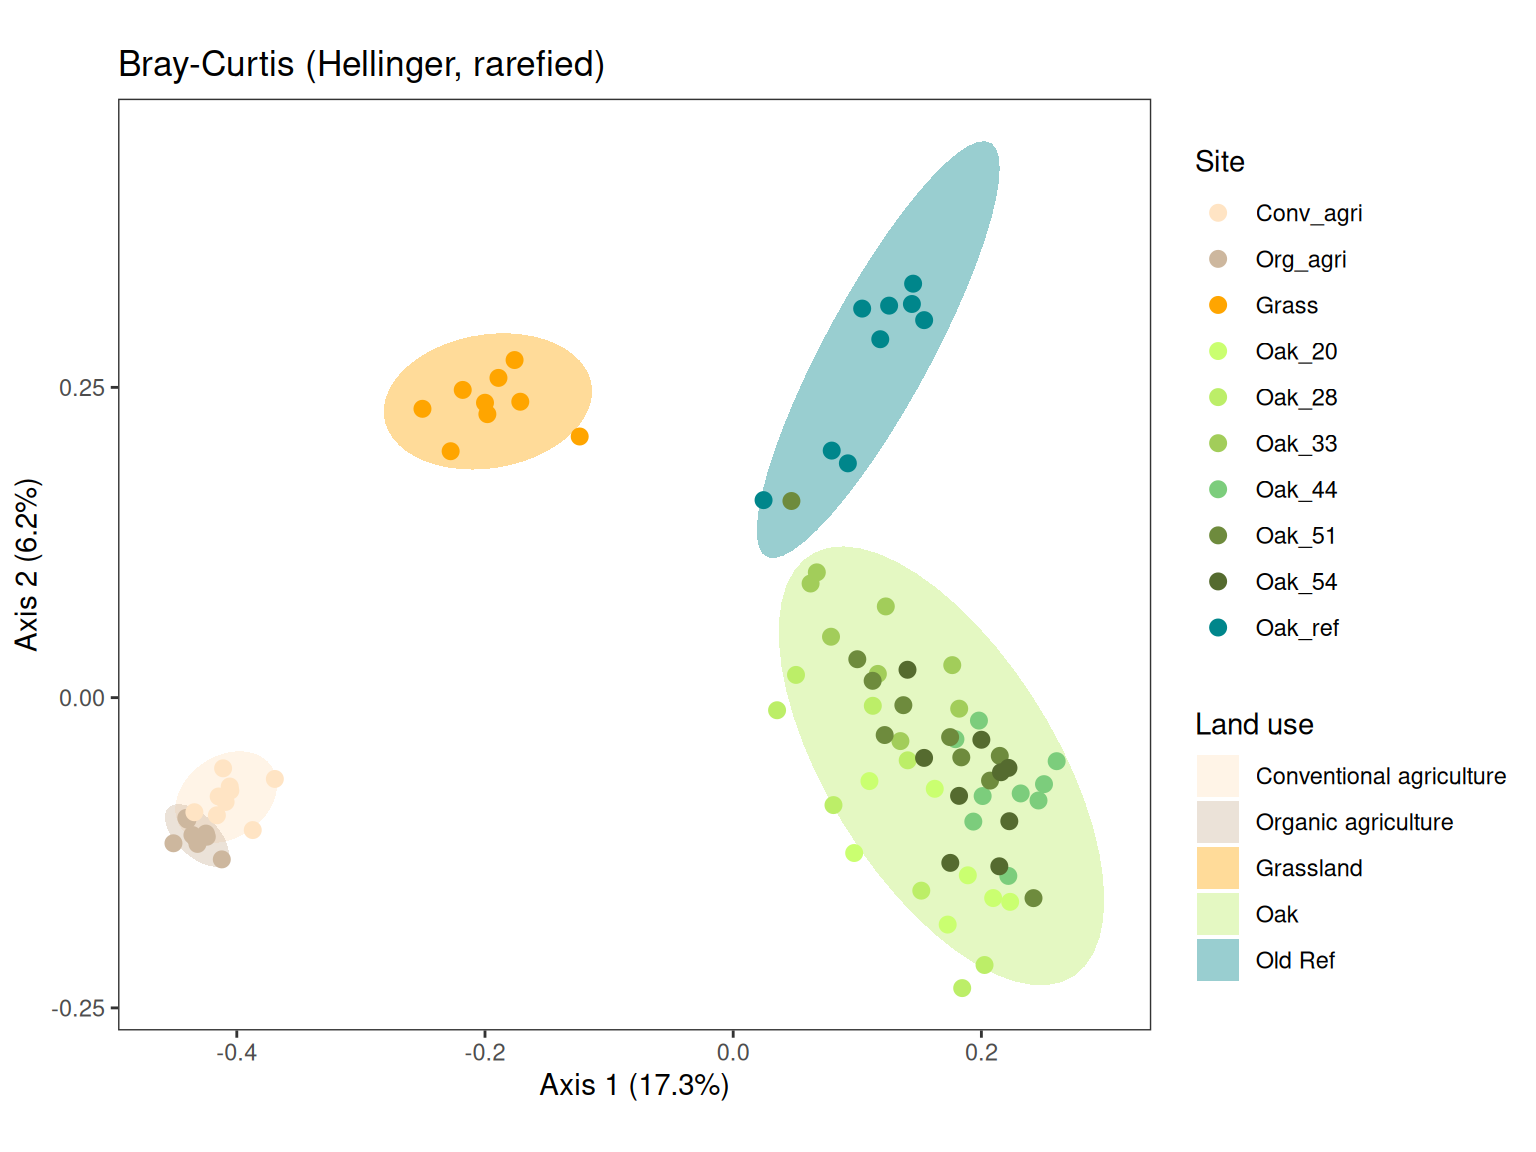 Bray-Curtis (Hellinger, rarefied)
Site
Conv_agri
Org_agri
Grass
Oak_20
Oak_28
Oak_33
Oak_44
Oak_51
Oak_54
Oak_ref
Land use
Conventional agriculture
Organic agriculture
Grassland
Oak
Old Ref
Axis 2 (6.2%)
0.25
0.00
-0.25
-0.4
-0.2
0.0
0.2
Axis 1 (17.3%)